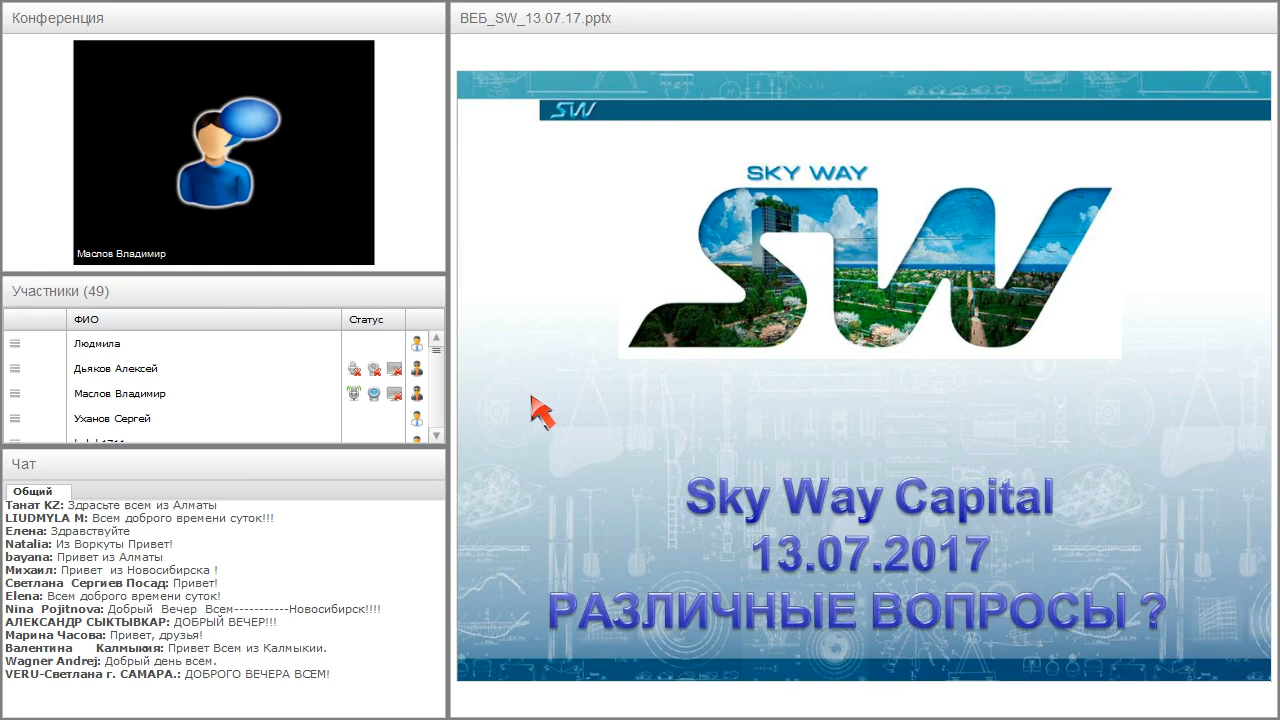 Конференция
Маслов Владимир
Участники (49)
ФИО
Статус
Людмила
Дьяков Алексей
Маслов Владимир
Уханов Сергей
Чат
Общий
Танат KZ: Здрасьте всем из Алматы
LIUDMYLA M: Всем доброго времени суток!!!
Елена: Здравствуйте
Natalia: Из Воркуты Привет!
bayana: Привет из Алматы
Михаил: Привет из Новосибирска !
Светлана Сергиев Посад: Привет!
Elena: Всем доброго времени суток!
Nina Pojitnova: Добрый Вечер Всем-----------Новосибирск!!!!
АЛЕКСАНДР СЫКТЫВКАР: ДОБРЫЙ ВЕЧЕР!!!
Марина Часова: Привет, друзья!
Валентина Калмыкия: Привет Всем из Калмыкии.
Wagner Andrej: Добрый день всем.
VERU-Светлана г. САМАРА.: ДОБРОГО ВЕЧЕРА ВСЕМ!
ВЕБ_SW_13.07.17.pptx
SW
SKY WAY
SW
Sky Way Capital
13.07.2017
РАЗЛИЧНЫЕ ВОПРОСЫ ?